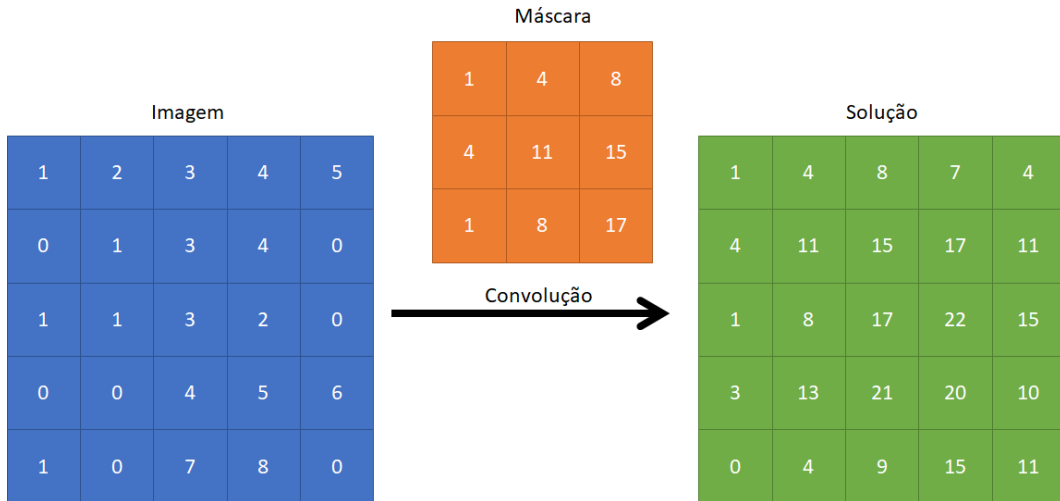 Máscara
1 4 8
4 11 15
1 8 17
Imagem
1 2 3 4 5
0 1 3 4 0
1 1 3 2 0
0 0 4 5 6
1 0 7 8 0
Convolução
Solução
1 4 8 7 4
4 11 15 17 11
1 8 17 22 15
3 13 21 20 10
0 4 9 15 11